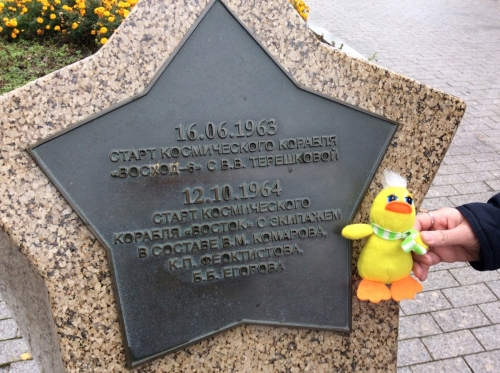 16.06.1963
СТАРТ КОСМИЧЕСКОГО КОРАБЛЯ
«ВОСХОД–6» С В.В. ТЕРЕШКОВОЙ
12.10.1964
СТАРТ КОСМИЧЕСКОГО
КОРАБЛЯ «ВОСТОК» С ЭКИПАЖЕМ
В СОСТАВЕ В.М. КОМАРОВА,
К.П. ФЕОКТИСТОВА,
Б.Б. ЕГОРОВА